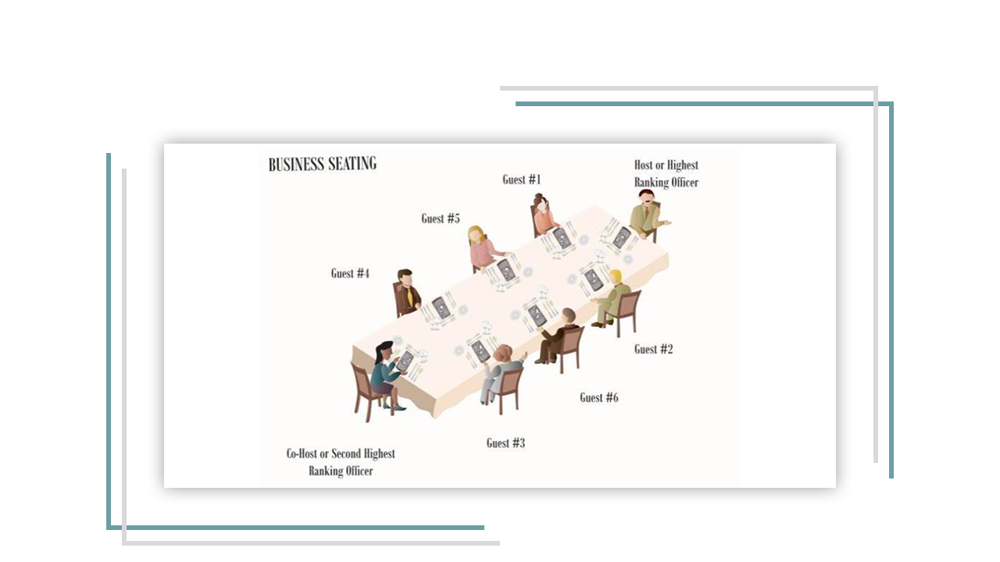 BUSINESS SEATING
Host or Highest
Ranking Officer
Guest #1
Guest #5
Guest #4
Guest #2
Guest #6
Guest #3
Co-Host or Second Highest
Ranking Officer